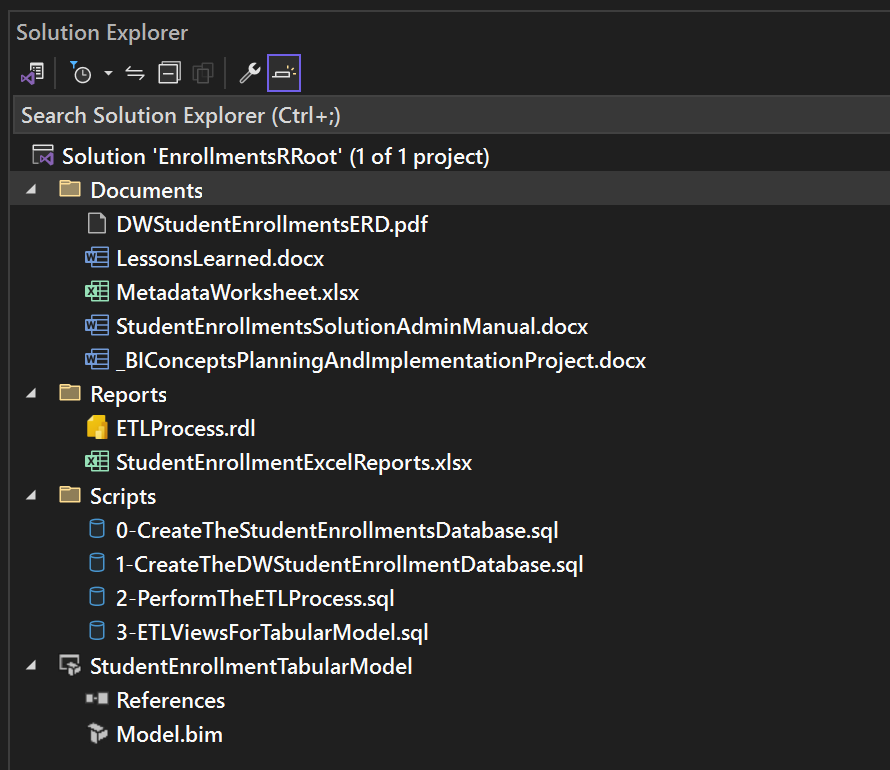 Solution Explorer
Search Solution Explorer (Ctrl+;)
Solution 'EnrollmentsRRoot' (1 of 1 project)
Documents
DWStudentEnrollmentsERD.pdf
LessonsLearned.docx
MetadataWorksheet.xlsx
StudentEnrollmentsSolutionAdminManual.docx
_BIConceptsPlanningAndImplementationProject.docx
Reports
ETLProcess.rdl
StudentEnrollmentExcelReports.xlsx
Scripts
0-CreateTheStudentEnrollmentsDatabase.sql
1-CreateTheDWStudentEnrollmentDatabase.sql
2-PerformTheETLProcess.sql
3-ETLViewsForTabularModel.sql
StudentEnrollmentTabularModel
References
Model.bim